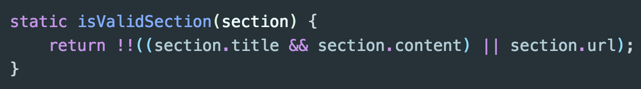 static isValidSection(section) {
    return !!((section.title && section.content) || section.url);
}